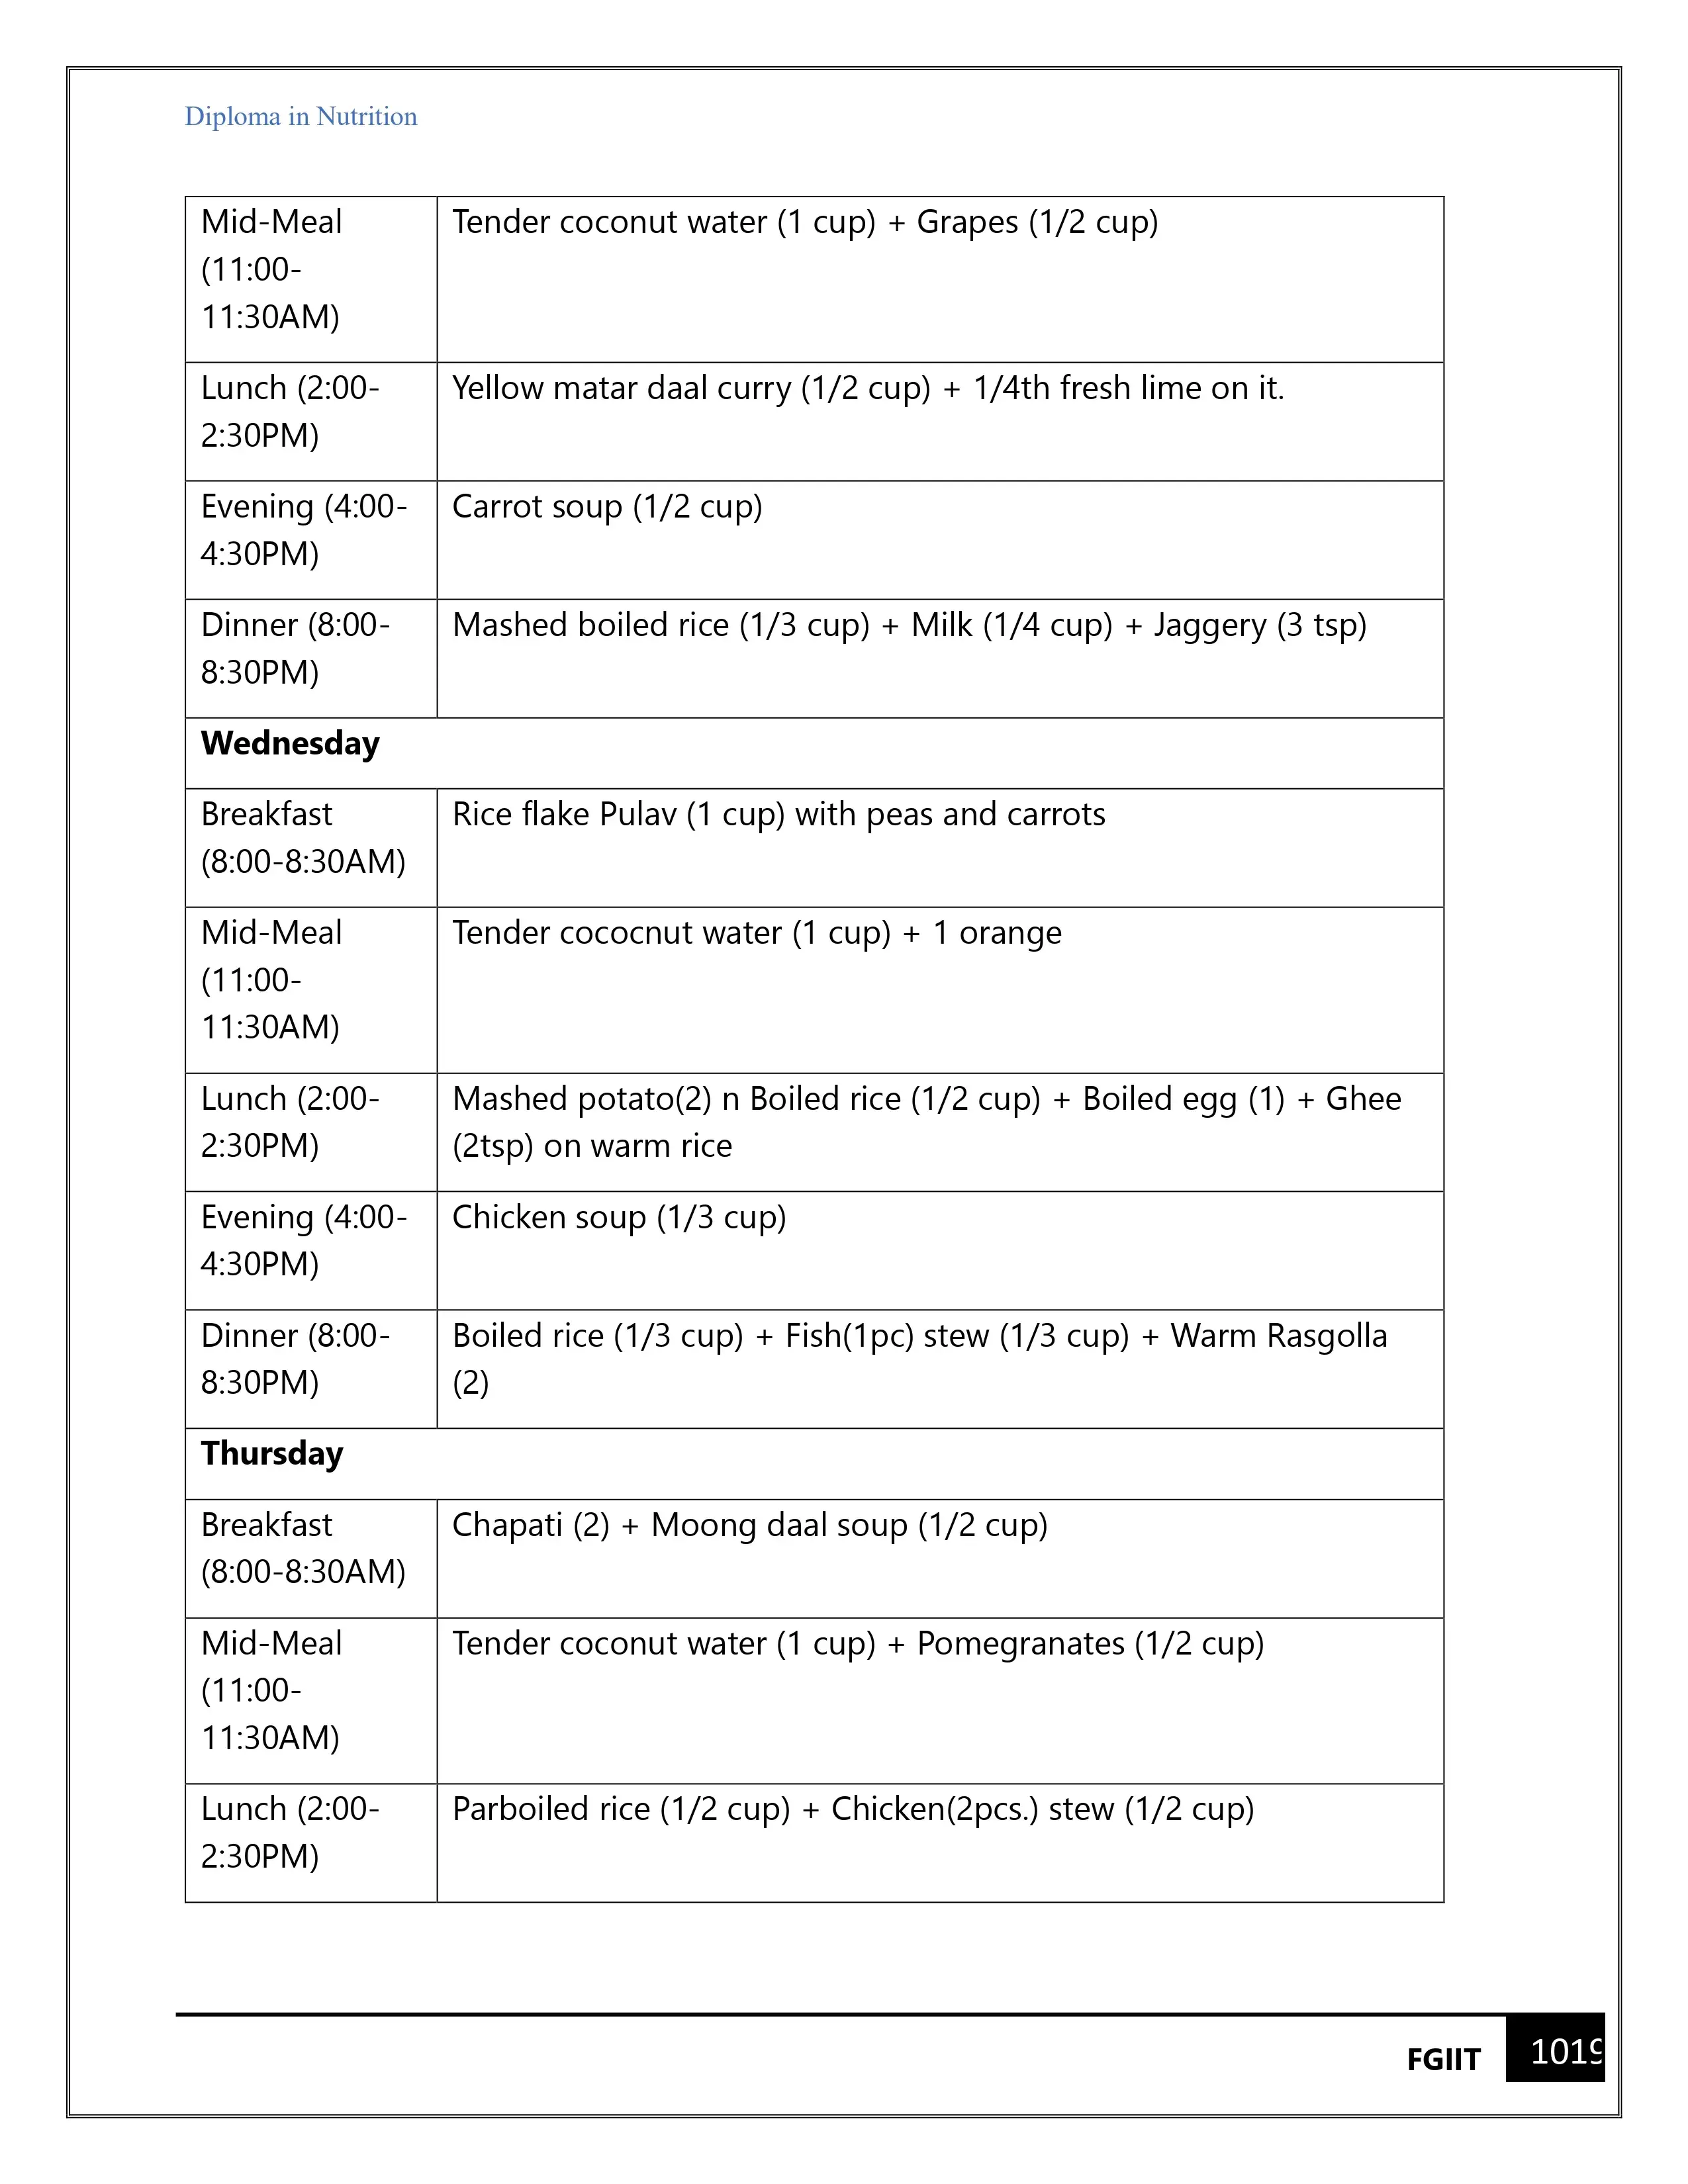 Diploma in Nutrition
Mid-Meal
(11:00-
11:30AM)
Tender coconut water (1 cup) + Grapes (1/2 cup)
Lunch (2:00-
2:30PM)
Yellow matar daal curry (1/2 cup) + 1/4th fresh lime on it.
Evening (4:00-
4:30PM)
Carrot soup (1/2 cup)
Dinner (8:00-
8:30PM)
Mashed boiled rice (1/3 cup) + Milk (1/4 cup) + Jaggery (3 tsp)
Wednesday
Breakfast
(8:00-8:30AM)
Rice flake Pulav (1 cup) with peas and carrots
Mid-Meal
(11:00-
11:30AM)
Tender cococnut water (1 cup) + 1 orange
Lunch (2:00-
2:30PM)
Mashed potato(2) n Boiled rice (1/2 cup) + Boiled egg (1) + Ghee
(2tsp) on warm rice
Evening (4:00-
4:30PM)
Chicken soup (1/3 cup)
Dinner (8:00-
8:30PM)
Boiled rice (1/3 cup) + Fish(1pc) stew (1/3 cup) + Warm Rasgolla
(2)
Thursday
Breakfast
(8:00-8:30AM)
Chapati (2) + Moong daal soup (1/2 cup)
Mid-Meal
(11:00-
11:30AM)
Tender coconut water (1 cup) + Pomegranates (1/2 cup)
Lunch (2:00-
2:30PM)
Parboiled rice (1/2 cup) + Chicken(2pcs.) stew (1/2 cup)
FGIIT
1019